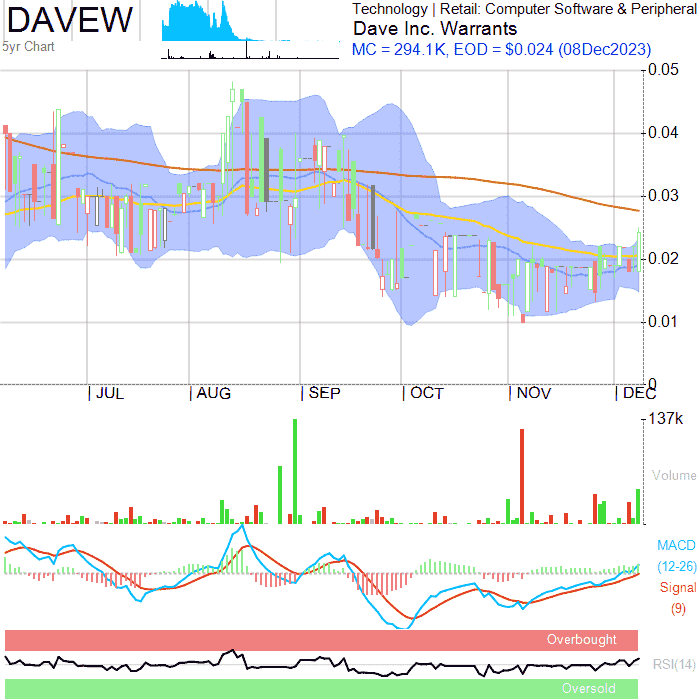 DAVEW
5yr Chart
Technology | Retail: Computer Software & Peripheral
Dave Inc. Warrants
MC = 294.1K, EOD = $0.024 (08Dec2023)
0.05
0.04
0.03
0.02
0.01
0
| JUL | AUG | SEP | OCT | NOV | DEC
137k
Volume
MACD
(12-26)
Signal
(9)
Overbought
RSI(14)
Oversold